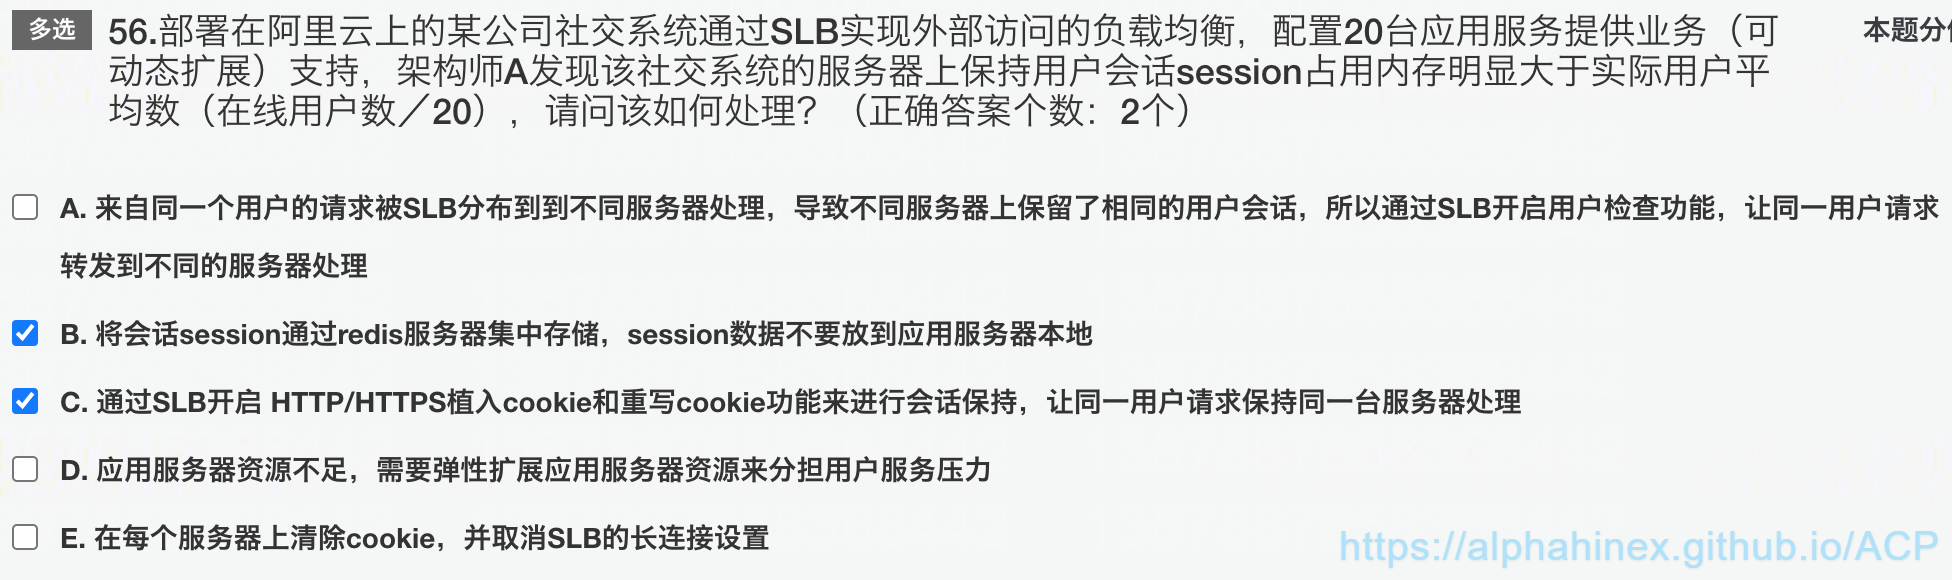 多选 56.部署在阿里云上的某公司社交系统通过SLB实现外部访问的负载均衡，配置20台应用服务提供业务（可 本题分
动态扩展）支持，架构师A发现该社交系统的服务器上保持用户会话session占用内存明显大于实际用户平
均数（在线用户数／20），请问该如何处理？（正确答案个数：2个）
A. 来自同一个用户的请求被SLB分布到到不同服务器处理，导致不同服务器上保留了相同的用户会话，所以通过SLB开启用户检查功能，让同一用户请求
转发到不同的服务器处理
B. 将会话session通过redis服务器集中存储，session数据不要放到应用服务器本地
C. 通过SLB开启 HTTP/HTTPS植入cookie和重写cookie功能来进行会话保持，让同一用户请求保持同一台服务器处理
D. 应用服务器资源不足，需要弹性扩展应用服务器资源来分担用户服务压力
E. 在每个服务器上清除cookie，并取消SLB的长连接设置
https://alphahinex.github.io/ACP